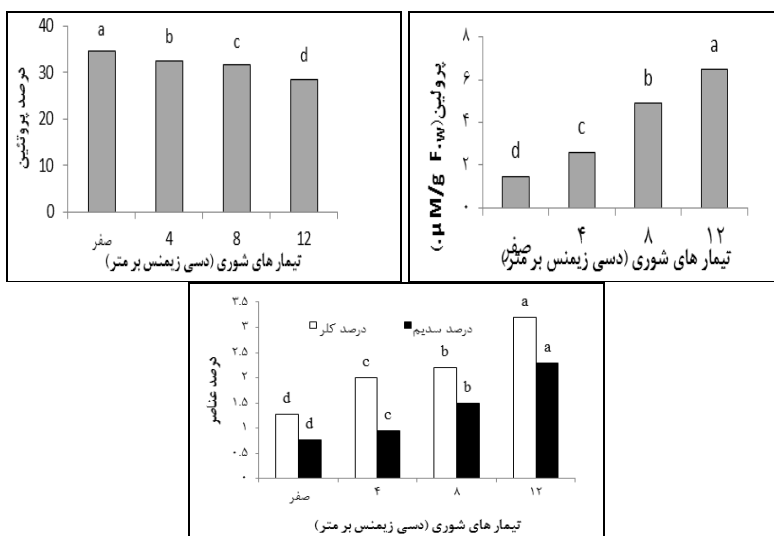 درصد پروتئین
40
30
20
10
0
a
b
c
d
صفر
4
8
12
تیمار های شوری (دسی زیمنس بر متر)
پرولین(µM/g F.w.)
۸
۶
۴
۲
۰
d
c
b
a
صفر
۴
۸
۱۲
تیمار های شوری (دسی زیمنس بر متر)
درصد عناصر
۳.۵
۳
۲.۵
۲
۱.۵
۱
۰.۵
۰
درصد کلر
درصد سدیم
d
d
c
c
b
b
a
a
صفر
۴
۸
۱۲
تیمار های شوری (دسی زیمنس بر متر)